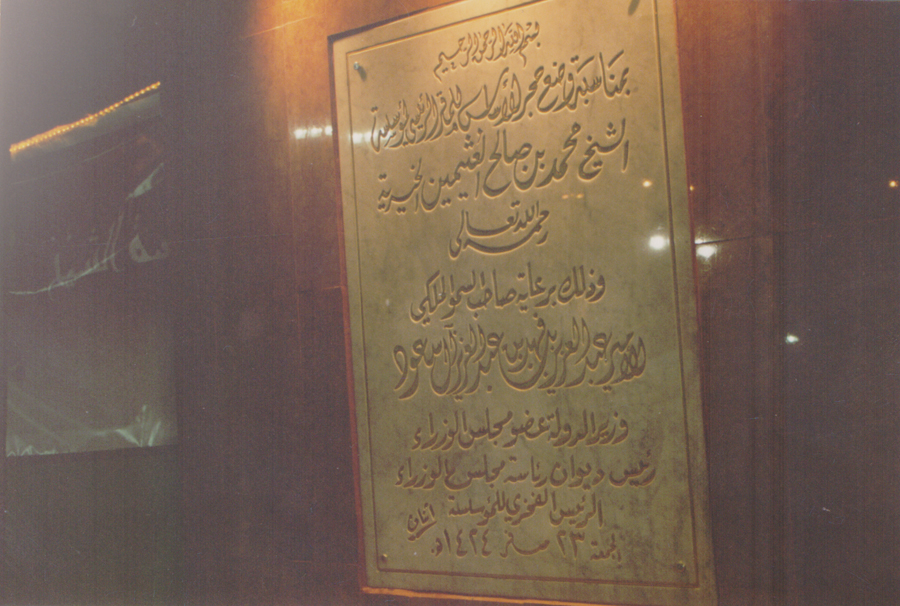 بسم الله الرحمن الرحيم
بمناسبة وضع حجر الأساس للمقر الرئيسي لمؤسسة
الشيخ محمد بن صالح العثيمين الخيرية
رحمه الله تعالى
وذلك برعاية صاحب السمو الملكي
الأمير عبد العزيز بن فهد بن عبد العزيز آل سعود
وزير الدولة عضو مجلس الوزراء
رئيس ديوان رئاسة مجلس الوزراء
الرئيس الفخري للمؤسسة
الجمعة ٢٣ صفر ١٤٢٤هـ